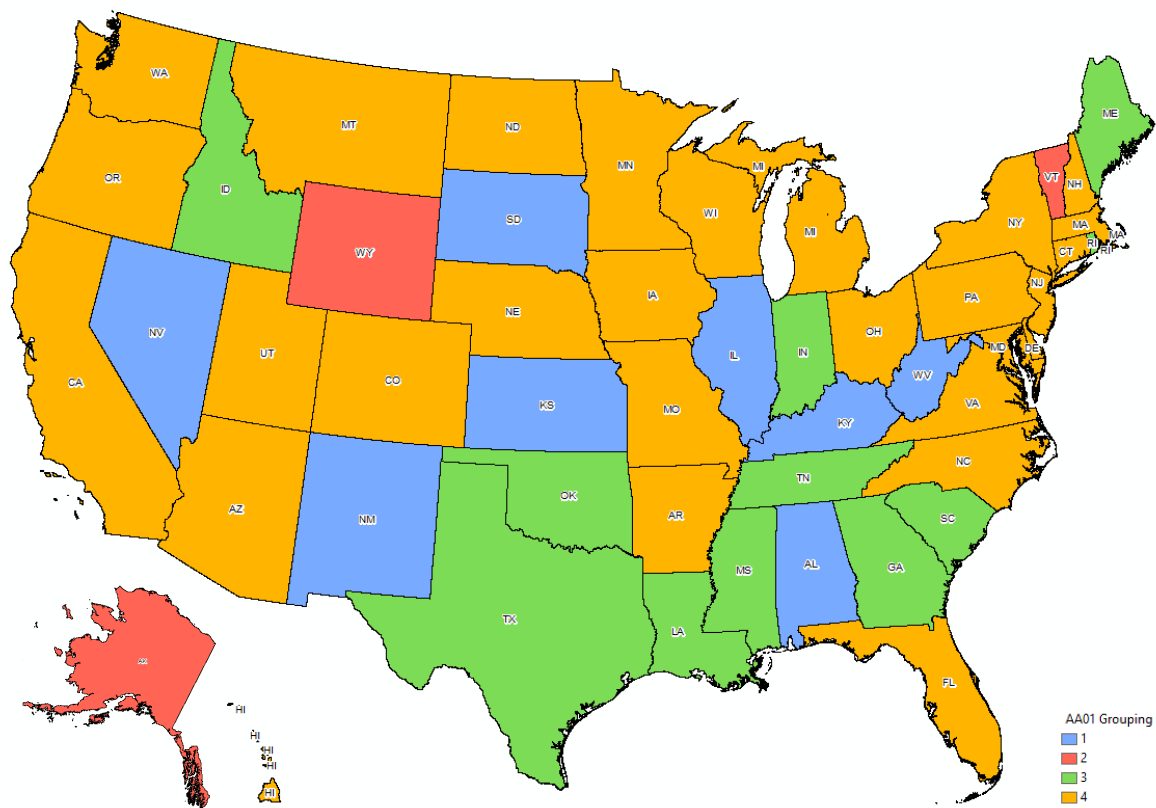 WA
MT
ND
MN
OR
ID
SD
WI
MI
MI
ME
VT
NH
NY
MA
MA
CT
RI
RI
WY
NE
IA
PA
NJ
NV
UT
CO
KS
MO
IL
IN
OH
WV
MD
DE
VA
KY
CA
NC
TN
AZ
NM
OK
AR
SC
MS
AL
GA
TX
LA
FL
AK
HI
HI
HI
HI
HI
AA01 Grouping
1
2
3
4